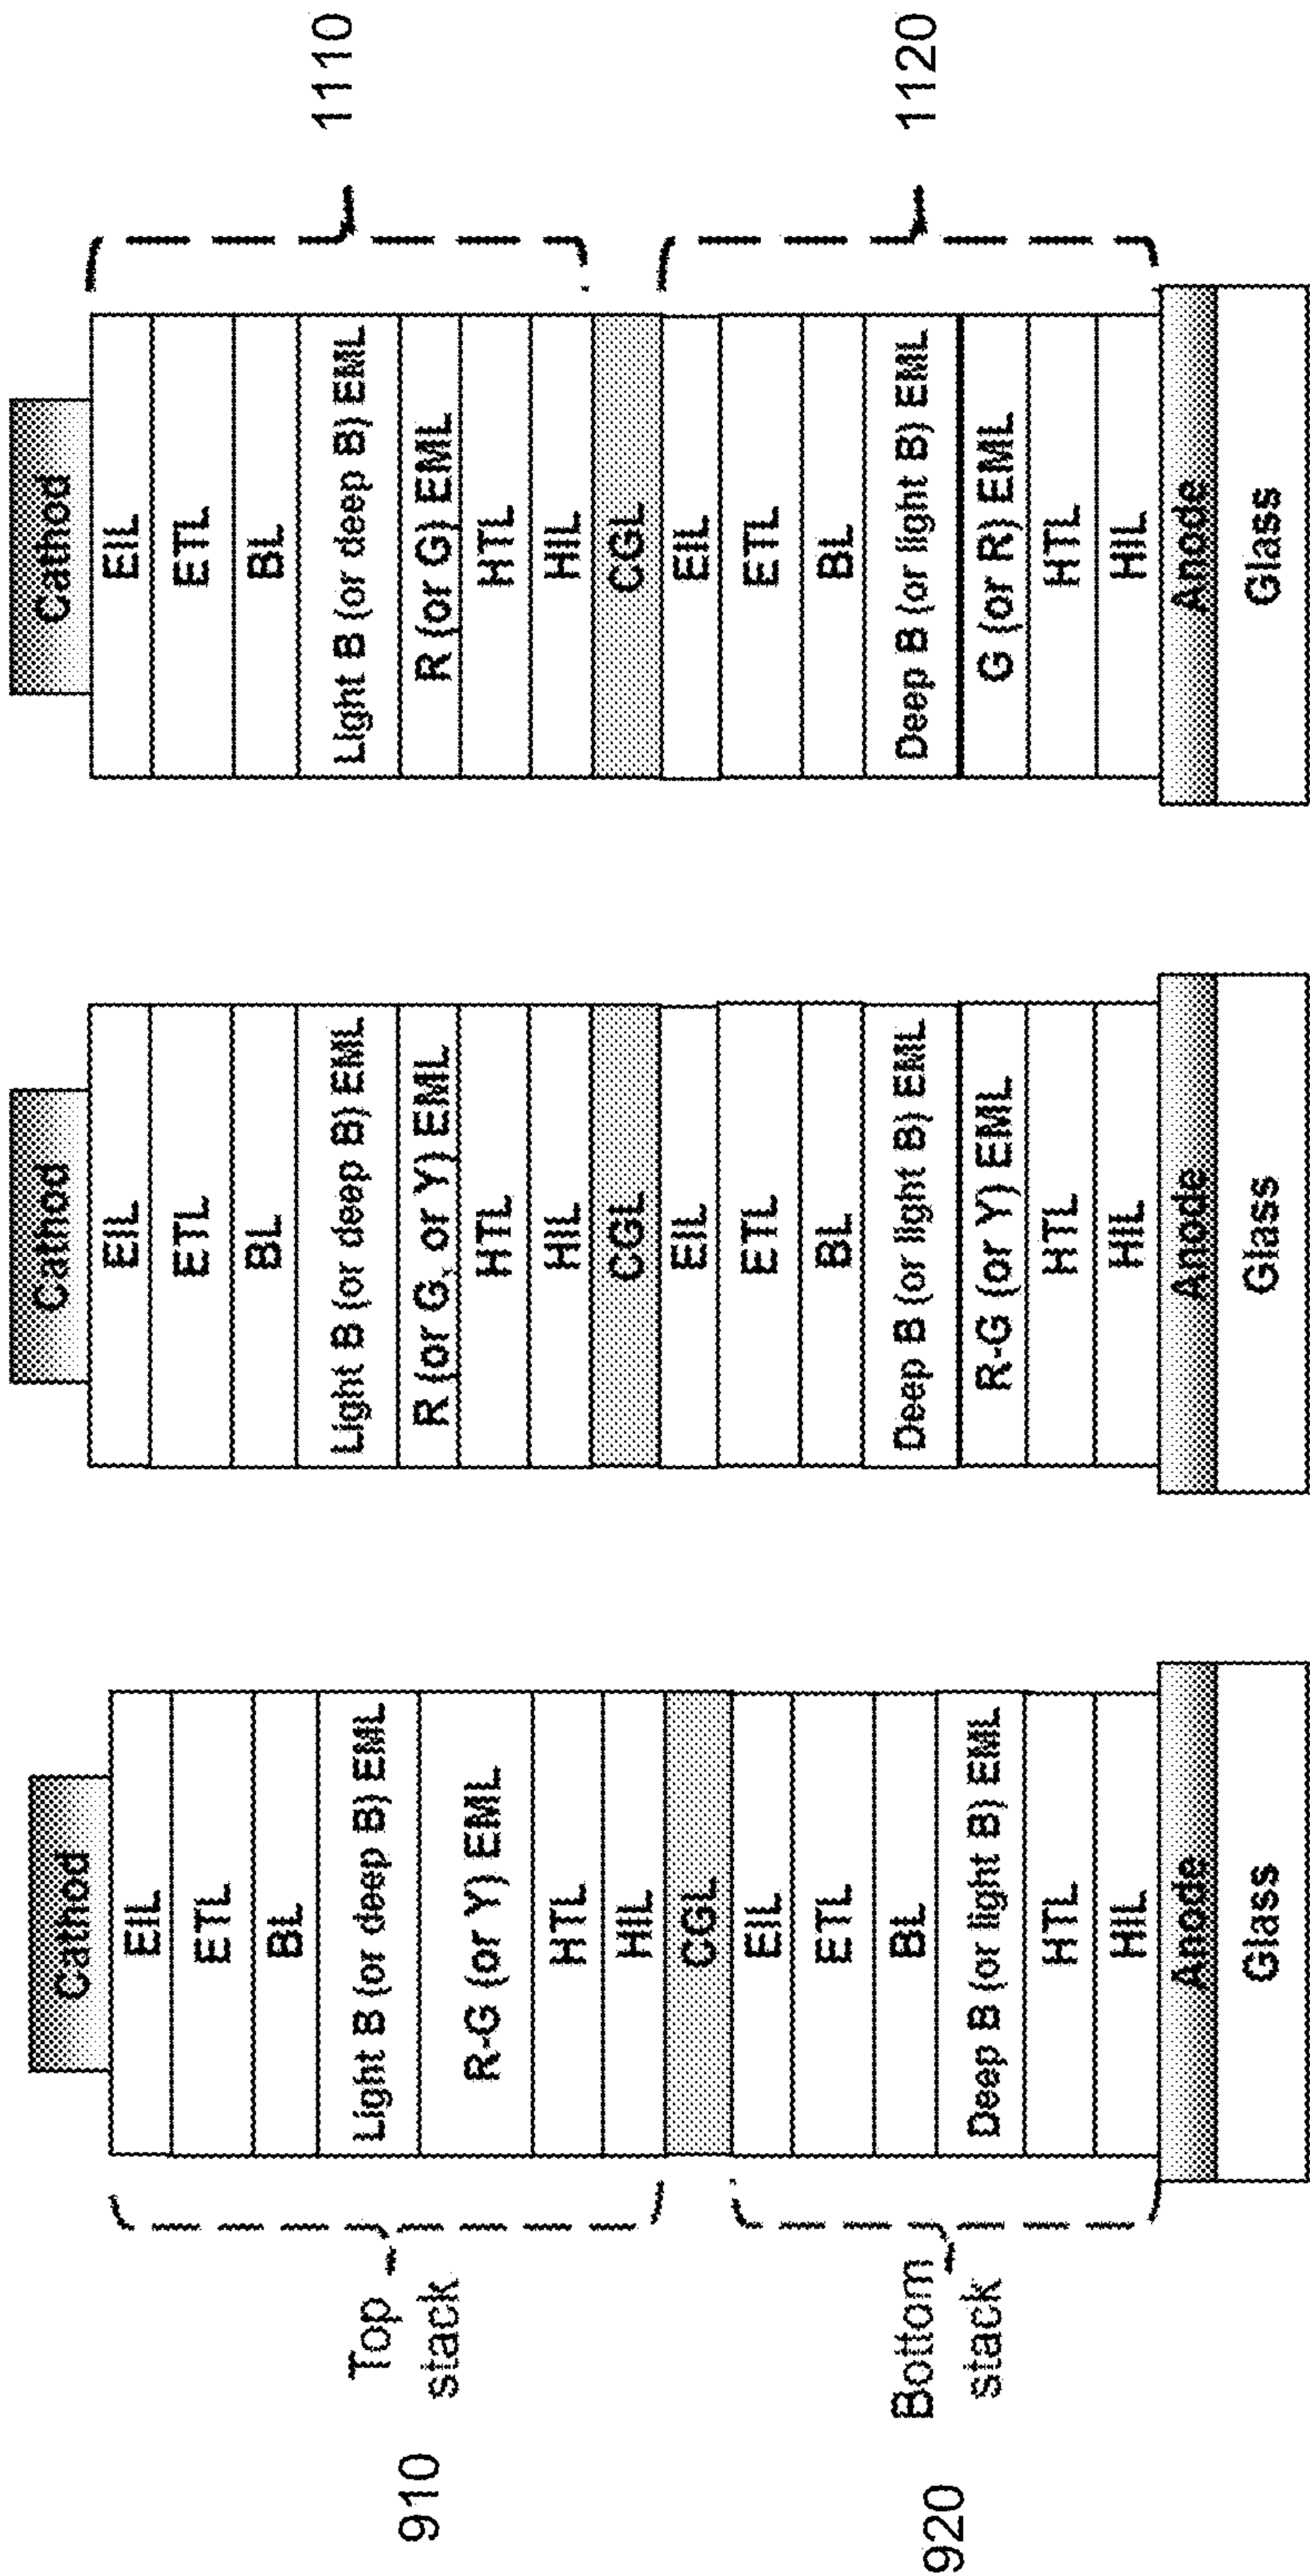 910
Top
stack
920
Bottom
stack
Cathod
EIL
ETL
BL
Light B (or deep B) EML
R-G (or Y) EML
HTL
HIL
CGL
EIL
ETL
BL
Deep B (or light B) EML
HTL
HIL
Anode
Glass
Cathod
EIL
ETL
BL
Light B (or deep B) EML
R (or G, or Y) EML
HTL
HIL
CGL
EIL
ETL
BL
Deep B (or light B) EML
R-G (or Y) EML
HTL
HIL
Anode
Glass
Cathod
EIL
ETL
BL
Light B (or deep B) EML
R (or G) EML
HTL
HIL
CGL
EIL
ETL
BL
Deep B (or light B) EML
G (or R) EML
HTL
HIL
Anode
Glass
1110
1120